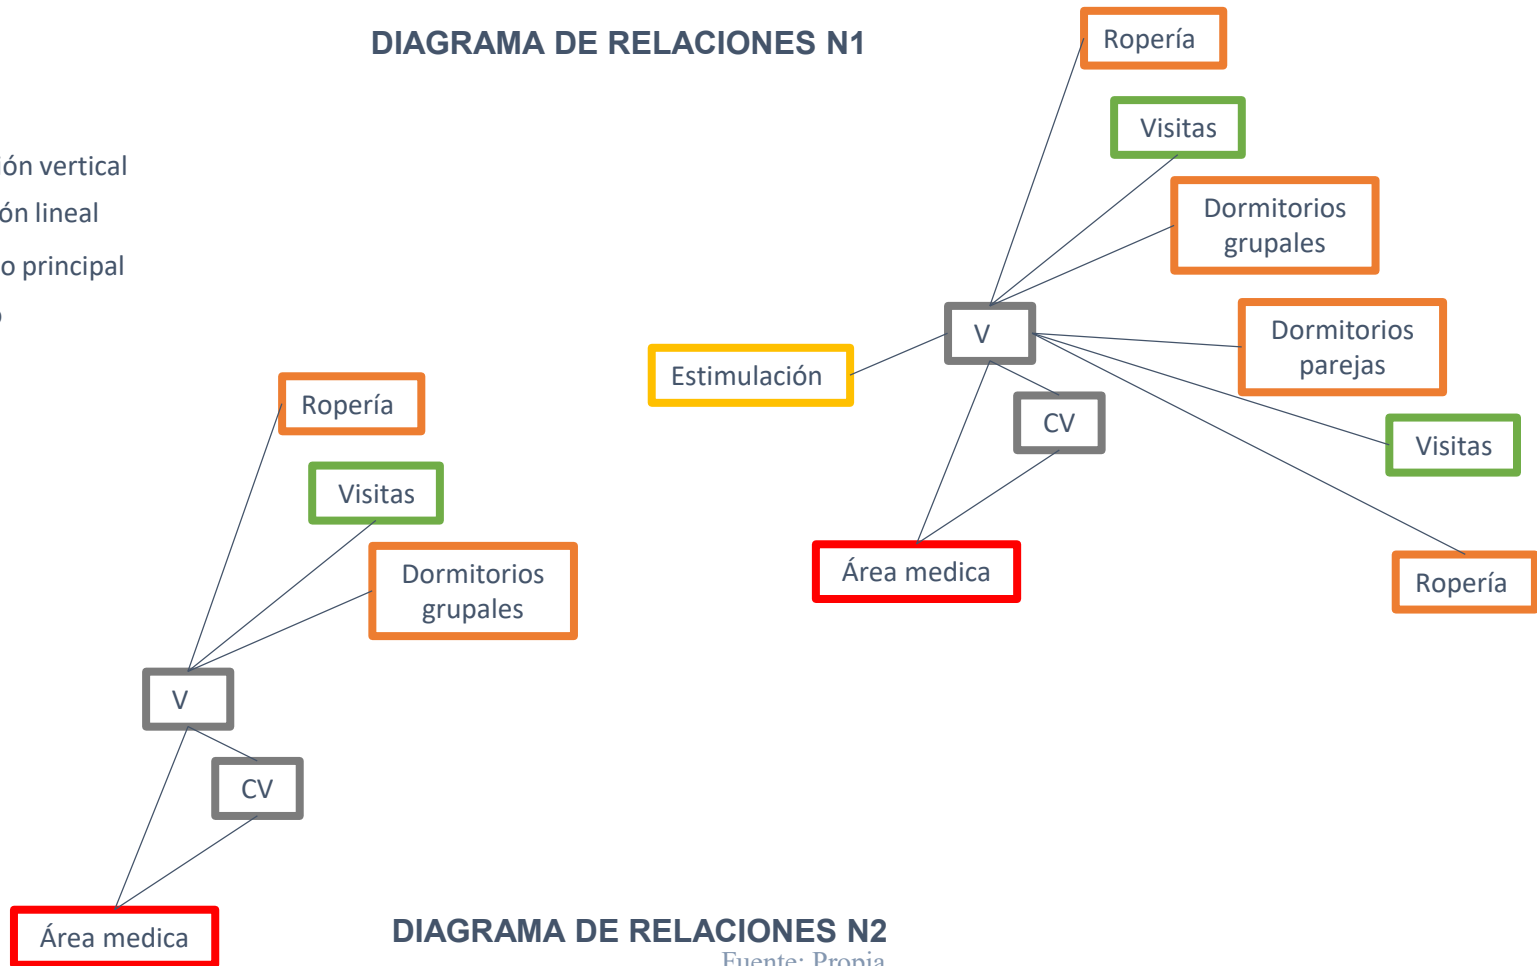 DIAGRAMA DE RELACIONES N1
Ropería
Visitas
ión vertical
ón lineal
o principal
Dormitorios
grupales
V
Dormitorios
parejas
Estimulación
CV
Visitas
Área medica
Ropería
Ropería
Visitas
Dormitorios
grupales
V
CV
Área medica
DIAGRAMA DE RELACIONES N2
Fuente: Propia